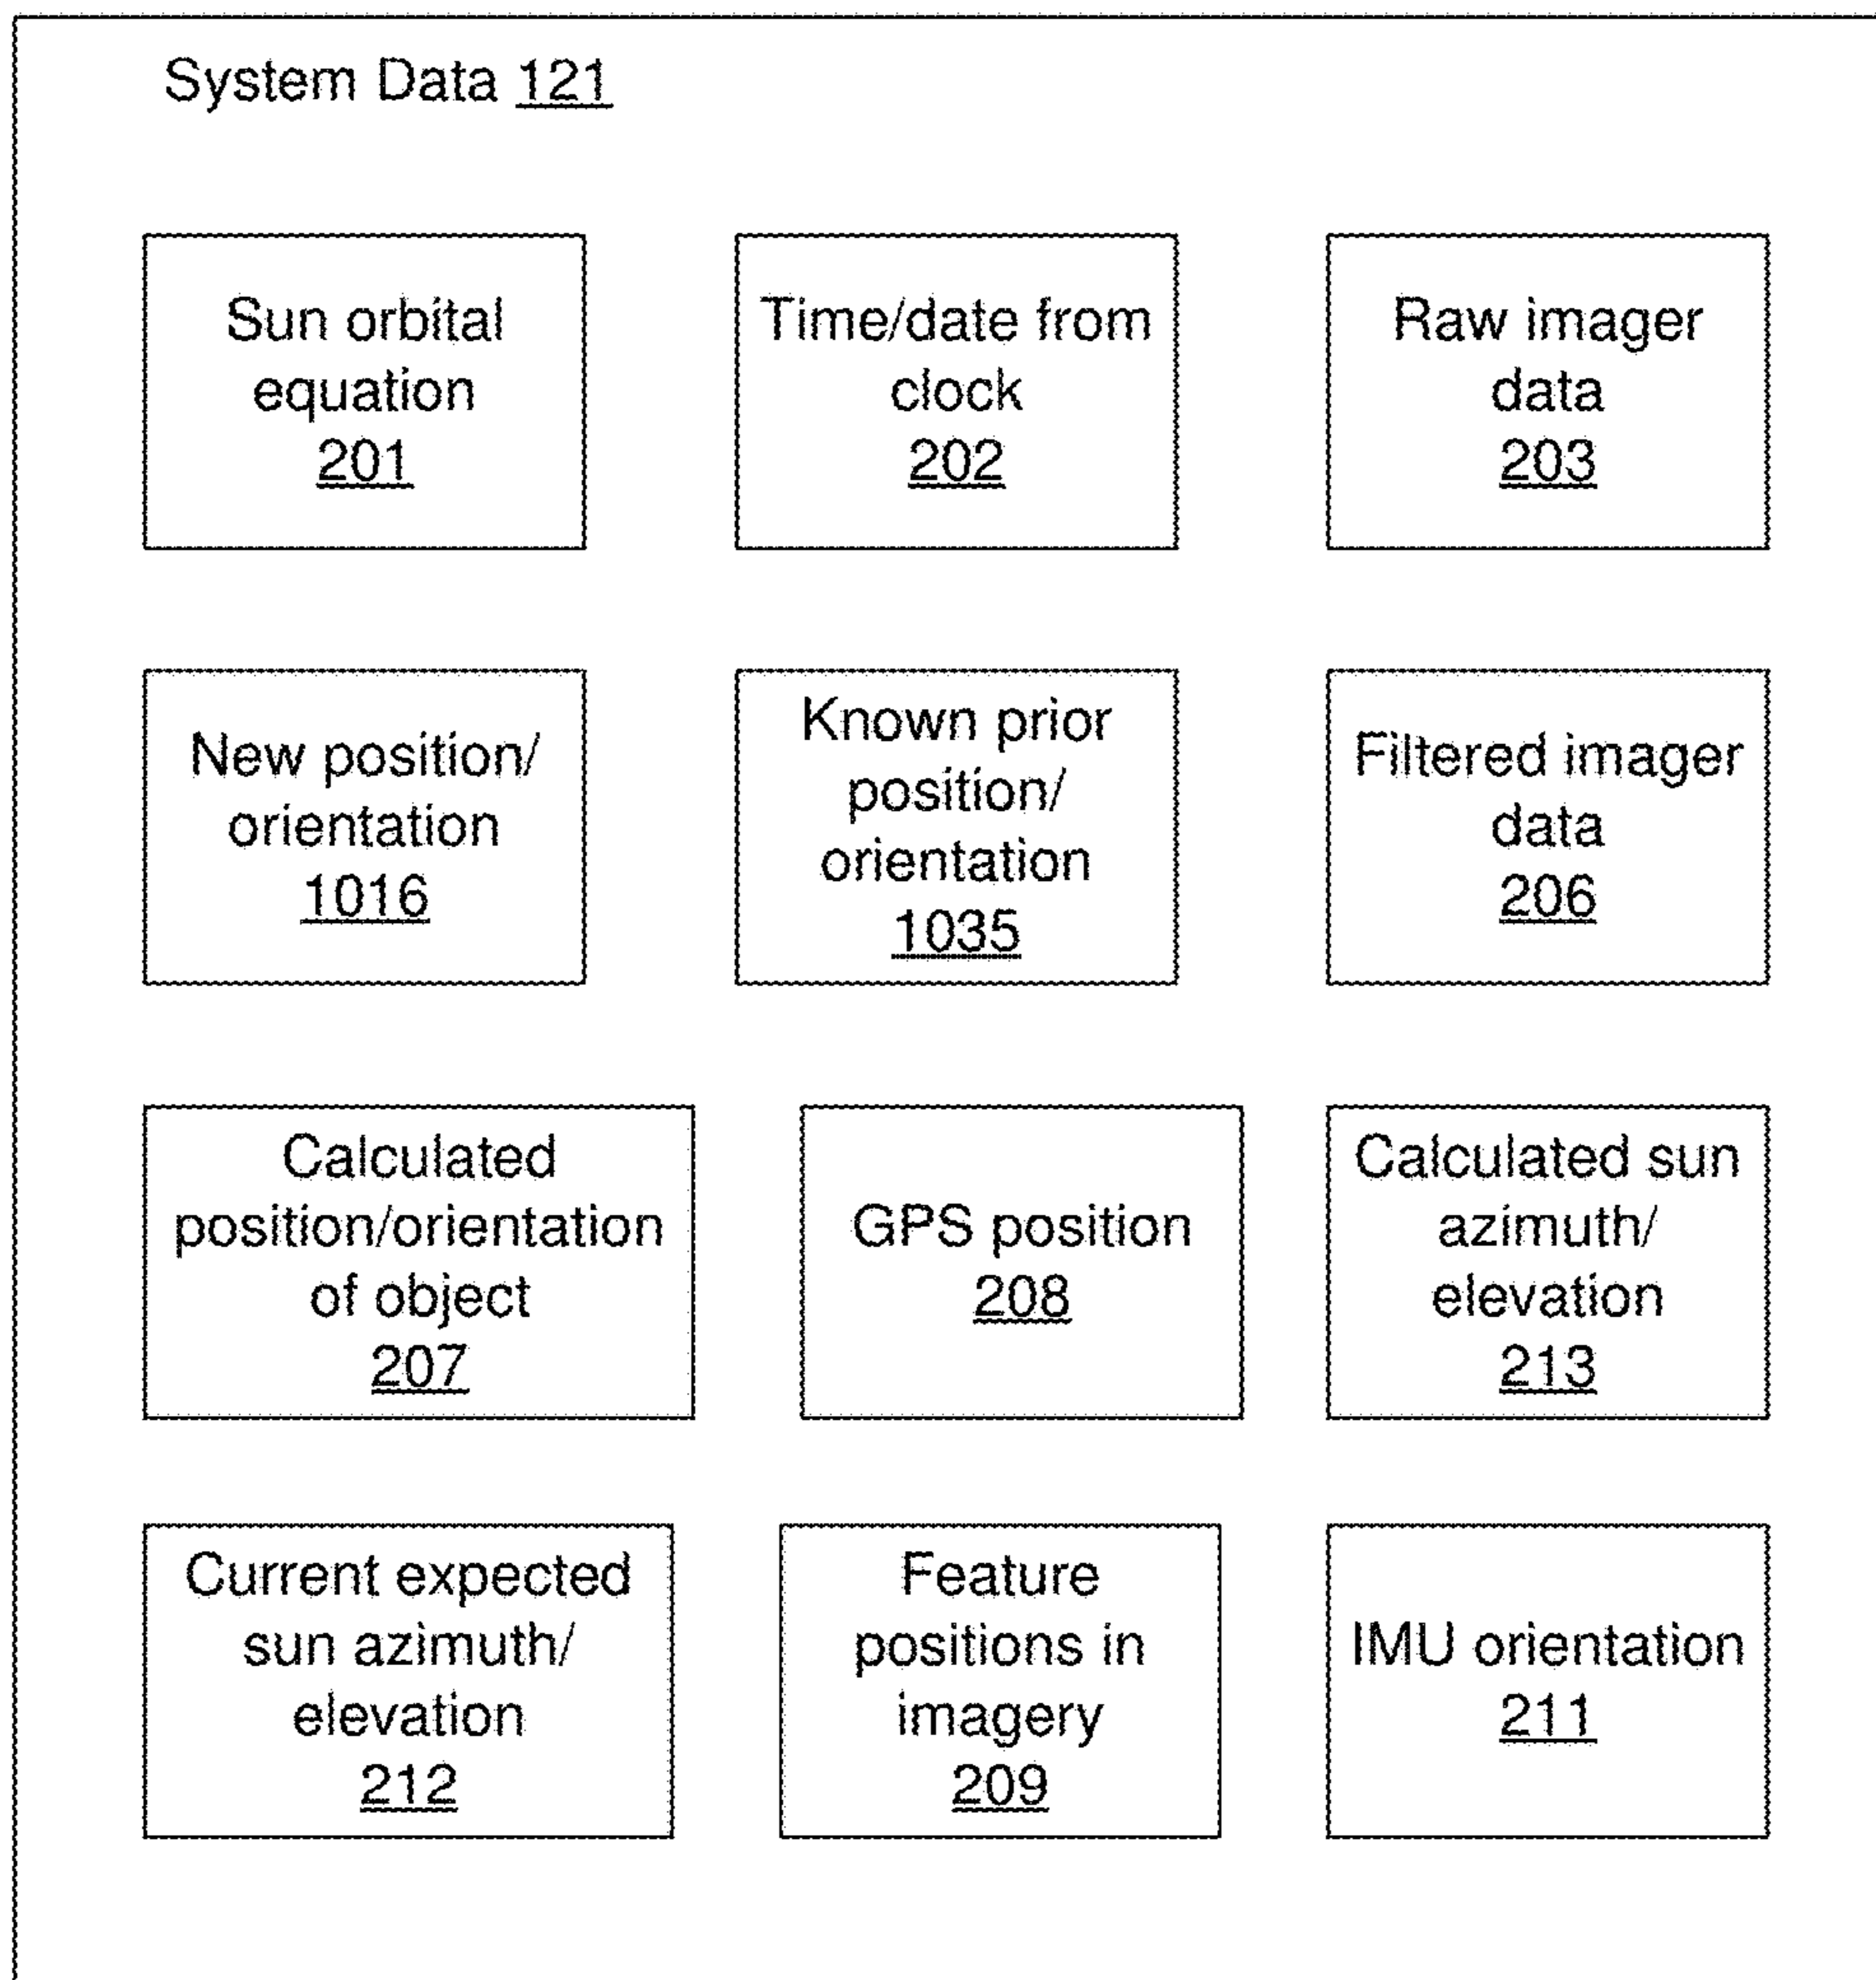 System Data 121
Sun orbital
equation
201
Time/date from
clock
202
Raw imager
data
203
New position/
orientation
1016
Known prior
position/
orientation
1035
Filtered imager
data
206
Calculated
position/orientation
of object
207
GPS position
208
Calculated sun
azimuth/
elevation
213
Current expected
sun azimuth/
elevation
212
Feature
positions in
imagery
209
IMU orientation
211